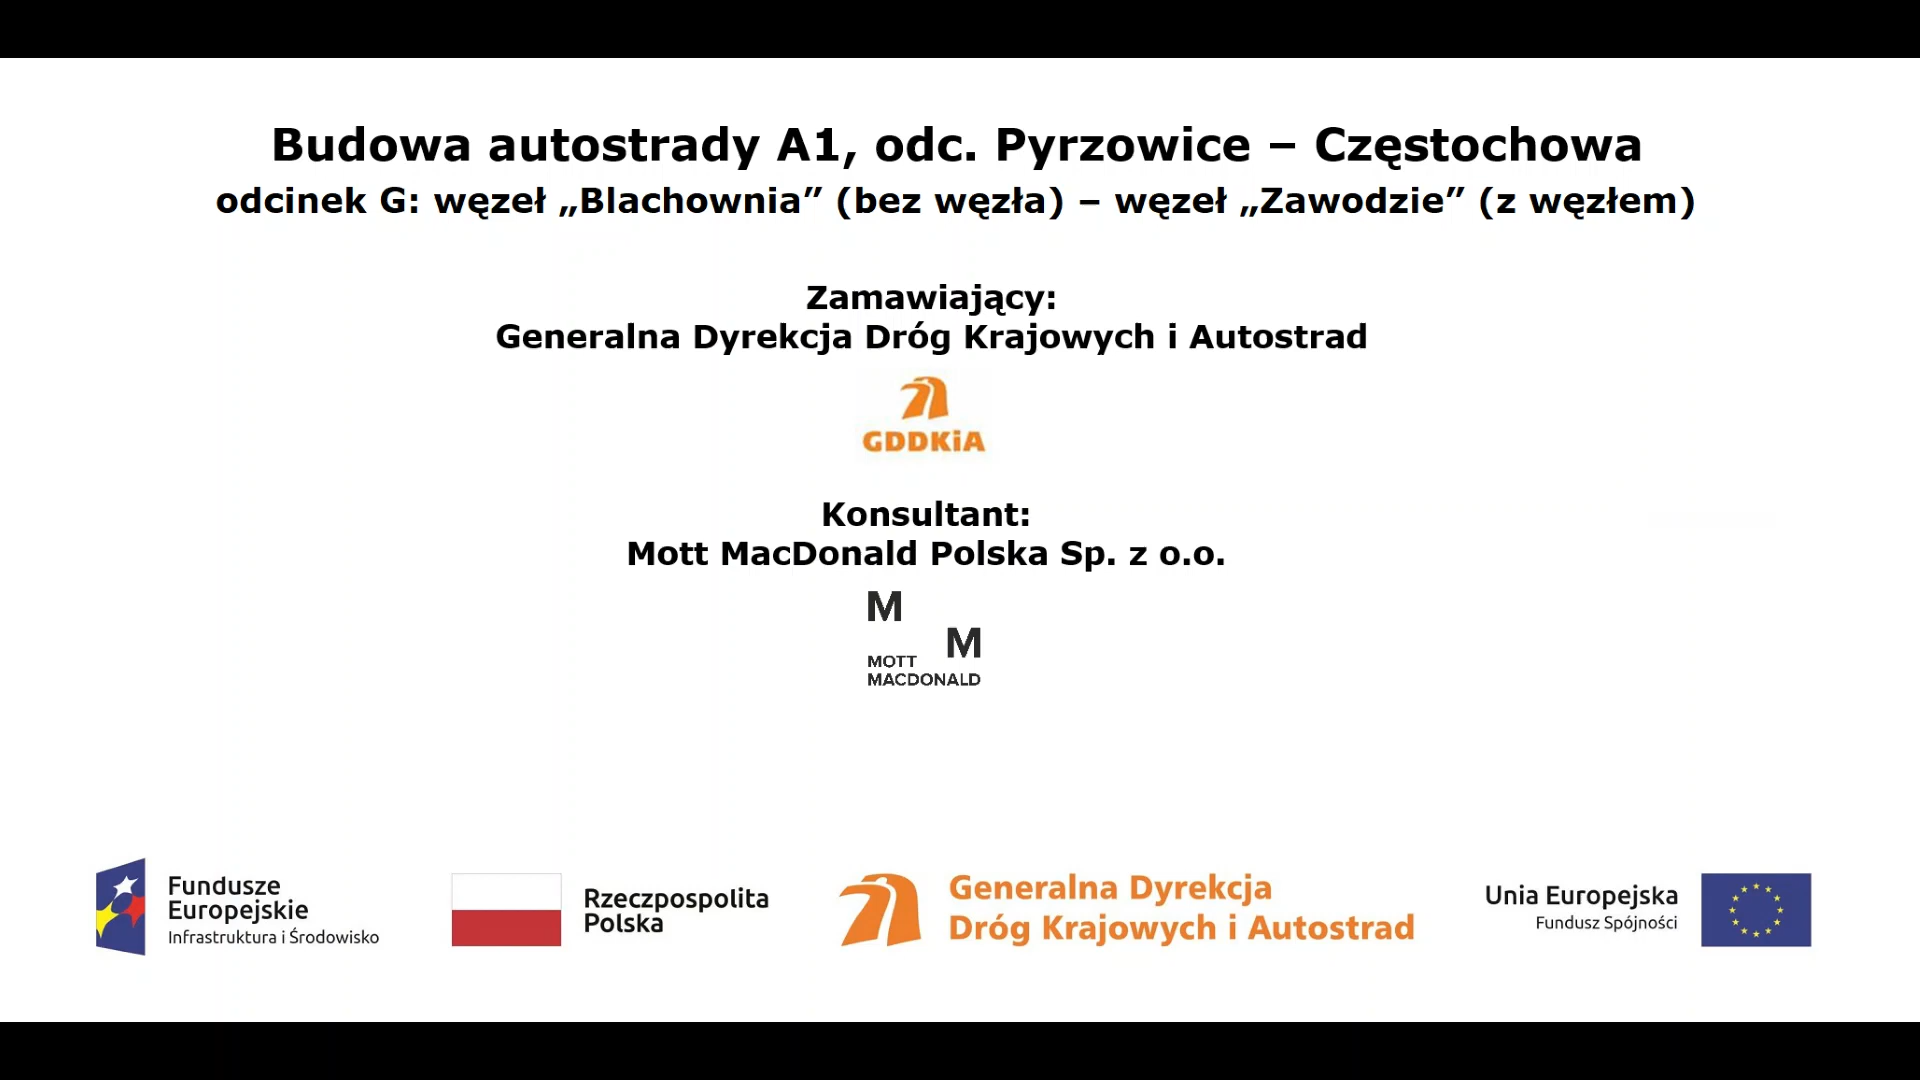 Budowa autostrady A1, odc. Pyrzowice – Częstochowa
odcinek G: węzeł „Blachownia” (bez węzła) – węzeł „Zawodzie” (z węzłem)
Zamawiający:
Generalna Dyrekcja Dróg Krajowych i Autostrad
GDDKiA
Konsultant:
Mott MacDonald Polska Sp. z o.o.
M
M
MOTT
MACDONALD
Fundusze
Europejskie
Infrastruktura i Środowisko
Rzeczpospolita
Polska
Generalna Dyrekcja
Dróg Krajowych i Autostrad
Unia Europejska
Fundusz Spójności